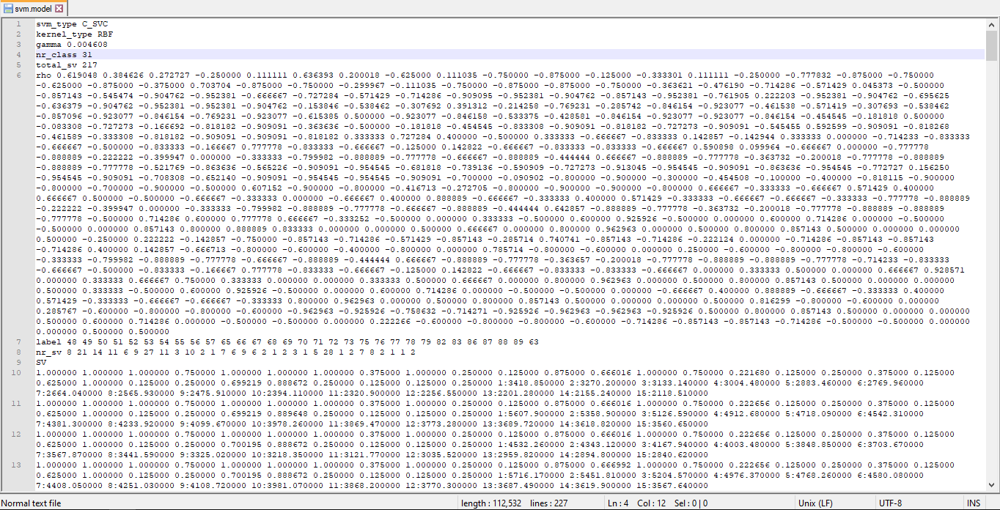 svm.model
1 svm_type C_SVC
2 kernel_type RBF
3 gamma 0.004608
4 nr_class 31
5 total_sv 217
6 rho 0.619048 0.384626 0.272727 -0.250000 0.111111 0.636393 0.200018 -0.625000 0.111035 -0.750000 -0.875000 -0.125000 -0.333301 0.111111 -0.250000 -0.777832 -0.875000 -0.750000
-0.625000 -0.875000 -0.375000 0.703704 -0.875000 -0.750000 -0.299967 -0.111035 -0.750000 -0.875000 -0.875000 -0.750000 -0.363621 -0.476190 -0.714286 -0.571429 0.045373 -0.500000
-0.857143 -0.545474 -0.904762 -0.952381 -0.666667 -0.727284 -0.571429 -0.714286 -0.909095 -0.952381 -0.904762 -0.857143 -0.952381 -0.761905 0.222203 -0.952381 -0.904762 -0.695625
-0.636379 -0.904762 -0.952381 -0.952381 -0.904762 -0.153846 -0.538462 -0.307692 0.391312 -0.214258 -0.769231 -0.285742 -0.846154 -0.923077 -0.461538 -0.571419 -0.307693 -0.538462
-0.857096 -0.923077 -0.846154 -0.769231 -0.923077 -0.615385 0.500000 -0.923077 -0.846158 -0.533375 -0.428581 -0.846154 -0.923077 -0.923077 -0.846154 -0.454545 -0.181818 0.500000
-0.083308 -0.727273 -0.166692 -0.818182 -0.909091 -0.363636 -0.500000 -0.181818 -0.454545 -0.833308 -0.909091 -0.818182 -0.727273 -0.909091 -0.545455 0.592599 -0.909091 -0.818268
-0.461589 -0.333308 -0.818182 -0.909091 -0.909091 -0.818182 0.333333 0.727284 0.400000 -0.500000 0.333333 -0.666667 -0.833333 0.142857 -0.142944 0.333333 0.000000 -0.714233 -0.833333
-0.666667 -0.500000 -0.833333 -0.166667 0.777778 -0.833333 -0.666667 -0.125000 0.142822 -0.666667 -0.833333 -0.833333 -0.666667 0.590898 0.099964 -0.666667 0.000000 -0.777778
-0.888889 -0.222222 -0.399947 0.000000 -0.333333 -0.799982 -0.888889 -0.777778 -0.666667 -0.888889 -0.444444 0.666667 -0.888889 -0.777778 -0.363732 -0.200018 -0.777778 -0.888889
-0.888889 -0.777778 -0.521769 -0.863636 -0.565226 -0.909091 -0.954545 -0.681818 -0.739136 -0.590909 -0.727273 -0.913045 -0.954545 -0.909091 -0.863636 -0.954545 -0.772727 0.156250
-0.954545 -0.909091 -0.708308 -0.652140 -0.909091 -0.954545 -0.954545 -0.909091 -0.700000 -0.090902 -0.800000 -0.900000 -0.300000 -0.454508 -0.100000 -0.400000 -0.818115 -0.900000
-0.800000 -0.700000 -0.900000 -0.500000 0.607152 -0.900000 -0.800000 -0.416713 -0.272705 -0.800000 -0.900000 -0.900000 -0.800000 0.666667 -0.333333 -0.666667 0.571429 0.400000
0.666667 0.500000 -0.500000 -0.666667 -0.333333 0.000000 -0.666667 0.400000 0.888889 -0.666667 -0.333333 0.400000 0.571429 -0.333333 -0.666667 -0.666667 -0.333333 -0.777778 -0.888889
-0.222222 -0.399947 0.000000 -0.333333 -0.799982 -0.888889 -0.777778 -0.666667 -0.888889 -0.444444 0.642857 -0.888889 -0.777778 -0.363732 -0.200018 -0.777778 -0.888889 -0.888889
-0.777778 -0.500000 0.714286 0.600000 0.777778 0.666667 -0.333252 -0.500000 0.000000 0.333333 -0.500000 0.600000 0.925926 -0.500000 0.000000 0.600000 0.714286 0.000000 -0.500000
-0.500000 0.000000 0.857143 0.800000 0.888889 0.833333 0.000000 0.000000 0.500000 0.666667 0.000000 0.800000 0.962963 0.000000 0.500000 0.800000 0.857143 0.500000 0.000000 0.000000
0.500000 -0.250000 0.222222 -0.142857 -0.750000 -0.857143 -0.714286 -0.571429 -0.857143 -0.285714 0.740741 -0.857143 -0.714286 -0.222124 0.000000 -0.714286 -0.857143 -0.857143
-0.714286 0.400000 0.142857 -0.666713 -0.800000 -0.600000 -0.400000 -0.800000 0.000000 0.785714 -0.800000 -0.600000 0.000000 0.250000 -0.600000 -0.800000 -0.800000 -0.600000
-0.333333 -0.799982 -0.888889 -0.777778 -0.666667 -0.888889 -0.444444 0.666667 -0.888889 -0.777778 -0.363657 -0.200018 -0.777778 -0.888889 -0.888889 -0.777778 -0.714233 -0.833333
-0.666667 -0.500000 -0.833333 -0.166667 0.777778 -0.833333 -0.666667 -0.125000 0.142822 -0.666667 -0.833333 -0.833333 -0.666667 0.000000 0.333333 0.500000 0.000000 0.666667 0.928571
0.000000 0.333333 0.666667 0.750000 0.333333 0.000000 0.000000 0.333333 0.500000 0.666667 0.000000 0.800000 0.962963 0.000000 0.500000 0.800000 0.857143 0.500000 0.000000 0.000000
0.500000 0.333333 -0.500000 0.600000 0.925926 -0.500000 0.000000 0.600000 0.714286 0.000000 -0.500000 -0.500000 0.000000 -0.666667 0.400000 0.888889 -0.666667 -0.333333 0.400000
0.571429 -0.333333 -0.666667 -0.666667 -0.333333 0.800000 0.962963 0.000000 0.500000 0.800000 0.857143 0.500000 0.000000 0.000000 0.500000 0.816299 -0.800000 -0.600000 0.000000
0.285767 -0.600000 -0.800000 -0.800000 -0.600000 -0.962963 -0.925926 -0.758632 -0.714271 -0.925926 -0.962963 -0.962963 -0.925926 0.500000 0.800000 0.857143 0.500000 0.000000 0.000000
0.500000 0.600000 0.714286 0.000000 -0.500000 -0.500000 0.000000 0.222266 -0.600000 -0.800000 -0.800000 -0.600000 -0.714286 -0.857143 -0.857143 -0.714286 -0.500000 -0.500000 0.000000
0.000000 0.500000 0.500000
7 label 48 49 50 51 52 53 54 55 56 57 65 66 67 68 69 70 71 72 73 75 76 77 78 79 82 83 86 87 88 89 63
8 nr_sv 8 21 14 11 6 9 27 11 3 10 2 1 7 6 9 6 2 1 2 3 1 5 28 1 2 7 8 2 1 1 2
9 SV
10 1.000000 1.000000 1.000000 0.750000 1.000000 1.000000 1.000000 0.375000 1.000000 0.250000 0.125000 0.875000 0.666016 1.000000 0.750000 0.221680 0.125000 0.250000 0.375000 0.125000
0.625000 1.000000 0.125000 0.250000 0.699219 0.888672 0.250000 0.125000 0.125000 0.250000 1:3418.850000 2:3270.200000 3:3133.140000 4:3004.480000 5:2883.460000 6:2769.960000
7:2664.040000 8:2565.930000 9:2475.910000 10:2394.110000 11:2320.900000 12:2256.550000 13:2201.280000 14:2155.240000 15:2118.510000
11 1.000000 1.000000 1.000000 0.750000 1.000000 1.000000 1.000000 0.375000 1.000000 0.250000 0.125000 0.875000 0.666016 1.000000 0.750000 0.222656 0.125000 0.250000 0.375000 0.125000
0.625000 1.000000 0.125000 0.250000 0.699219 0.889648 0.250000 0.125000 0.125000 0.250000 1:5607.900000 2:5358.900000 3:5126.590000 4:4912.680000 5:4718.090000 6:4542.310000
7:4381.300000 8:4233.920000 9:4099.670000 10:3978.260000 11:3869.470000 12:3773.280000 13:3689.720000 14:3618.820000 15:3560.650000
12 1.000000 1.000000 1.000000 0.750000 1.000000 1.000000 1.000000 0.375000 1.000000 0.250000 0.125000 0.875000 0.666016 1.000000 0.750000 0.222656 0.125000 0.250000 0.375000 0.125000
0.625000 1.000000 0.125000 0.250000 0.700195 0.888672 0.250000 0.125000 0.125000 0.250000 1:4532.260000 2:4343.120000 3:4167.940000 4:4003.480000 5:3848.850000 6:3703.670000
7:3567.870000 8:3441.590000 9:3325.020000 10:3218.350000 11:3121.770000 12:3035.520000 13:2959.820000 14:2894.800000 15:2840.620000
13 1.000000 1.000000 1.000000 0.750000 1.000000 1.000000 1.000000 0.375000 1.000000 0.250000 0.125000 0.875000 0.666992 1.000000 0.750000 0.222656 0.125000 0.250000 0.375000 0.125000
0.625000 1.000000 0.125000 0.250000 0.700195 0.888672 0.250000 0.125000 0.125000 0.250000 1:5716.170000 2:5451.810000 3:5204.570000 4:4976.370000 5:4768.260000 6:4580.080000
7:4408.050000 8:4251.030000 9:4108.720000 10:3981.070000 11:3868.200000 12:3770.300000 13:3687.490000 14:3619.900000 15:3567.640000
Normal text file length : 112,532 lines : 227 Ln : 4 Col : 12 Sel : 0 | 0 Unix (LF) UTF-8 INS